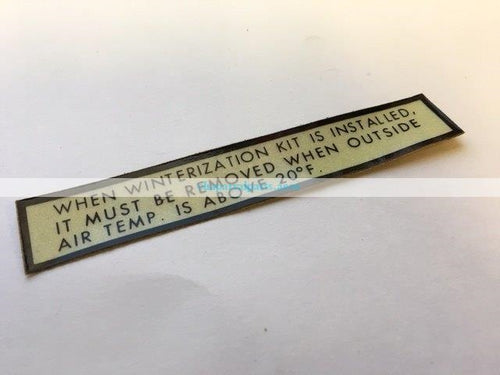 WHEN WINTERIZATION KIT IS INSTALLED,
IT MUST BE REMOVED WHEN OUTSIDE
AIR TEMP. IS ABOVE 20°F.